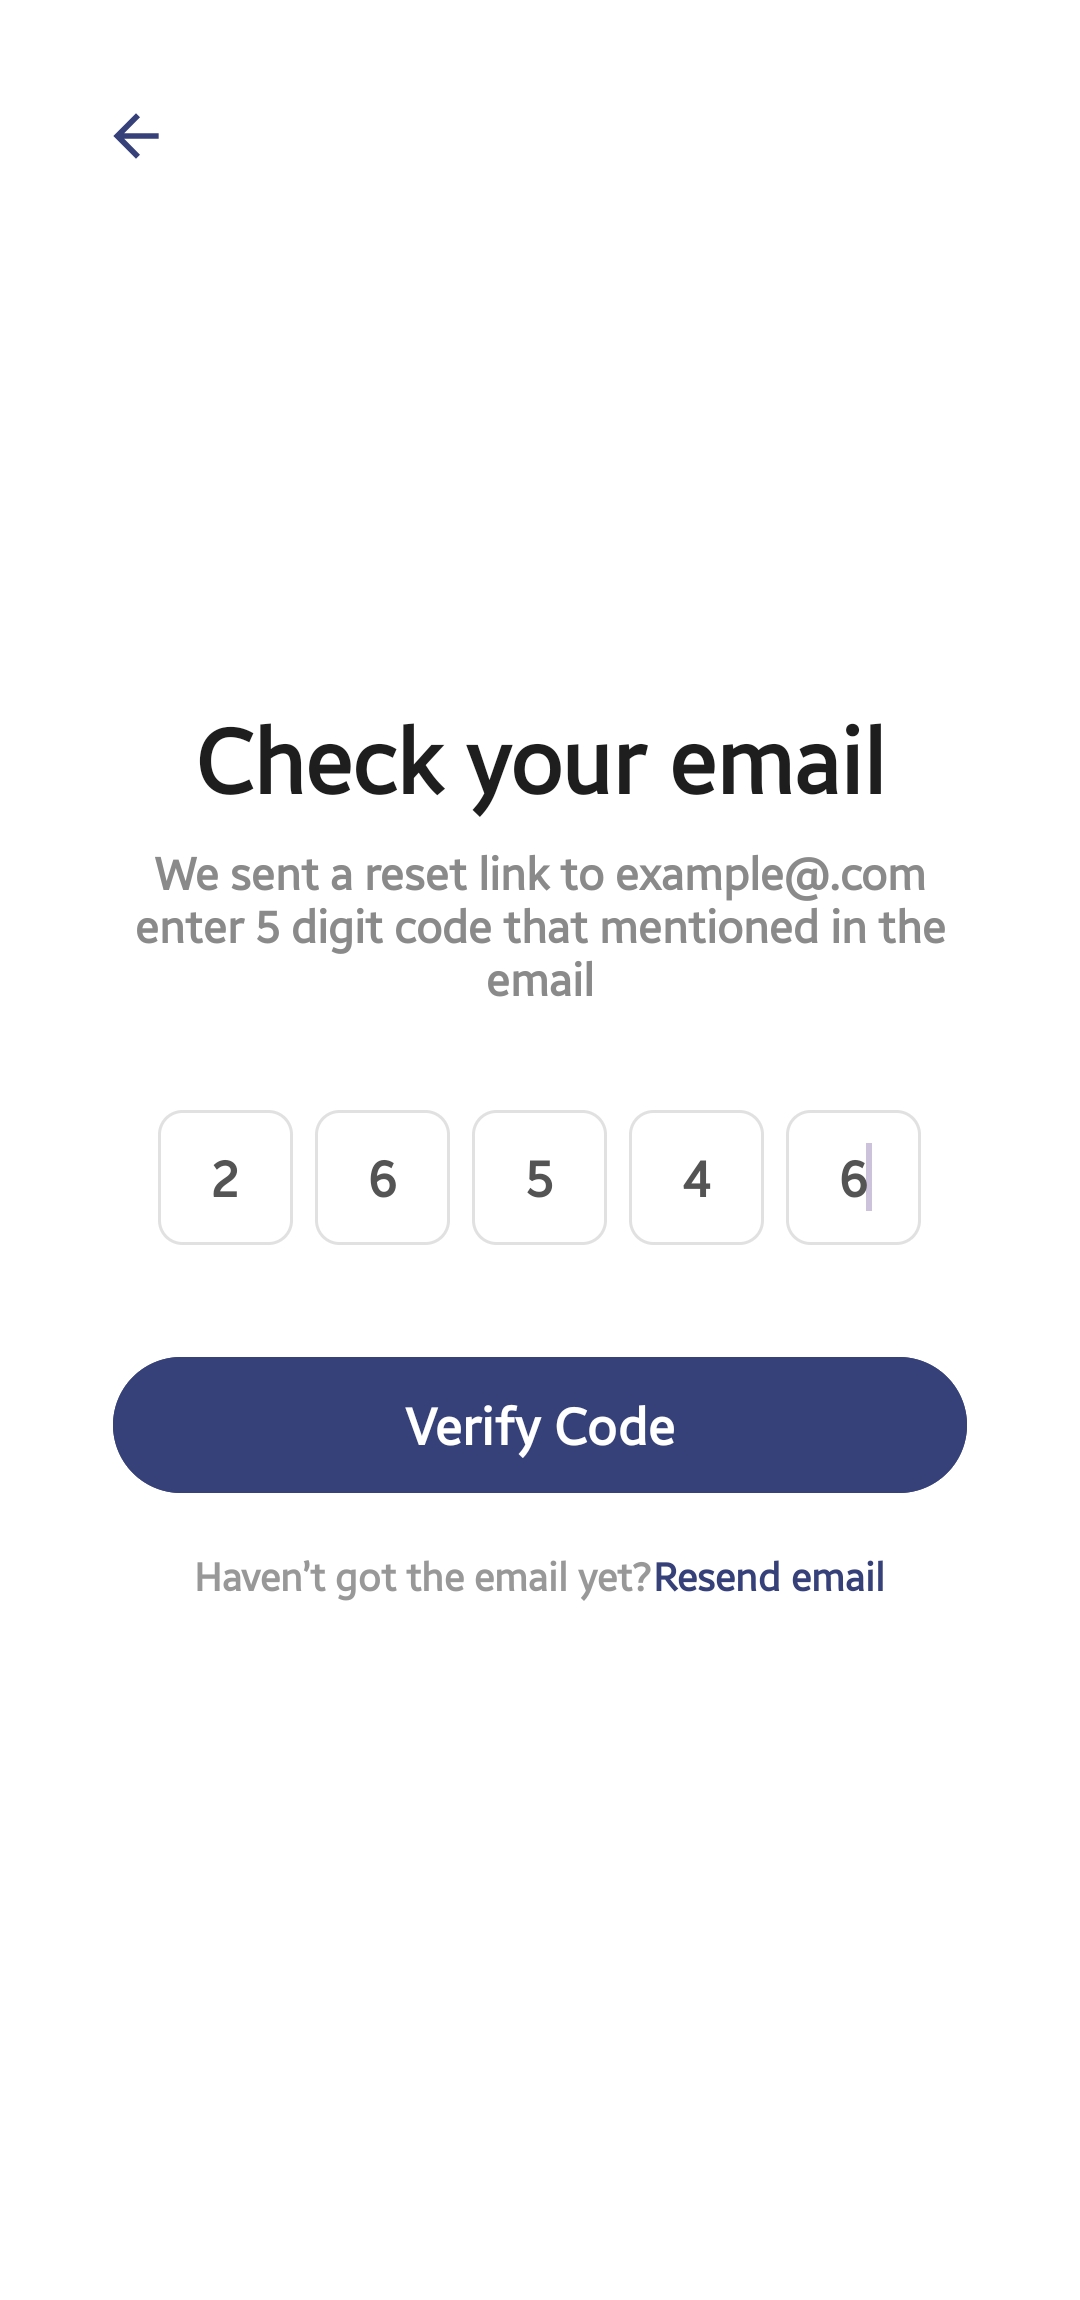 Check your email
We sent a reset link to example@.com
enter 5 digit code that mentioned in the
email
2 6 5 4 6
Verify Code
Haven't got the email yet?Resend email